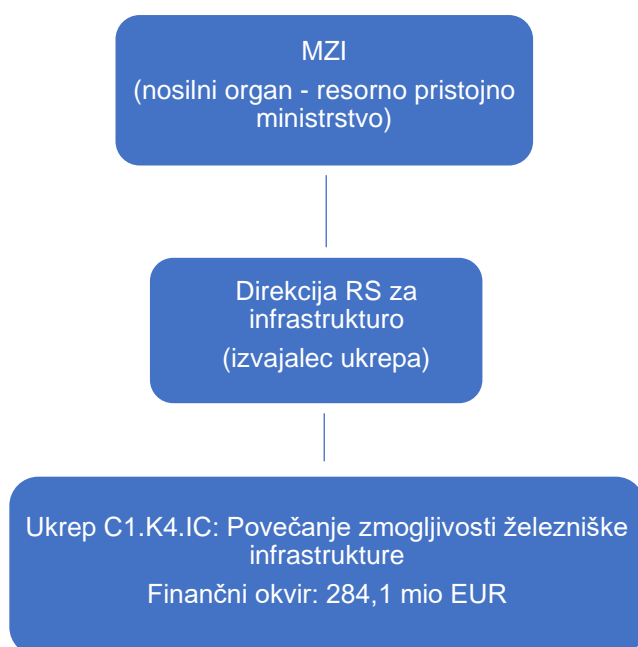 MZI
(nosilni organ - resorno pristojno
ministrstvo)
Direkcija RS za
infrastrukturo
(izvajalec ukrepa)
Ukrep C1.K4.IC: Povečanje zmogljivosti železniške
infrastrukture
Finančni okvir: 284,1 mio EUR